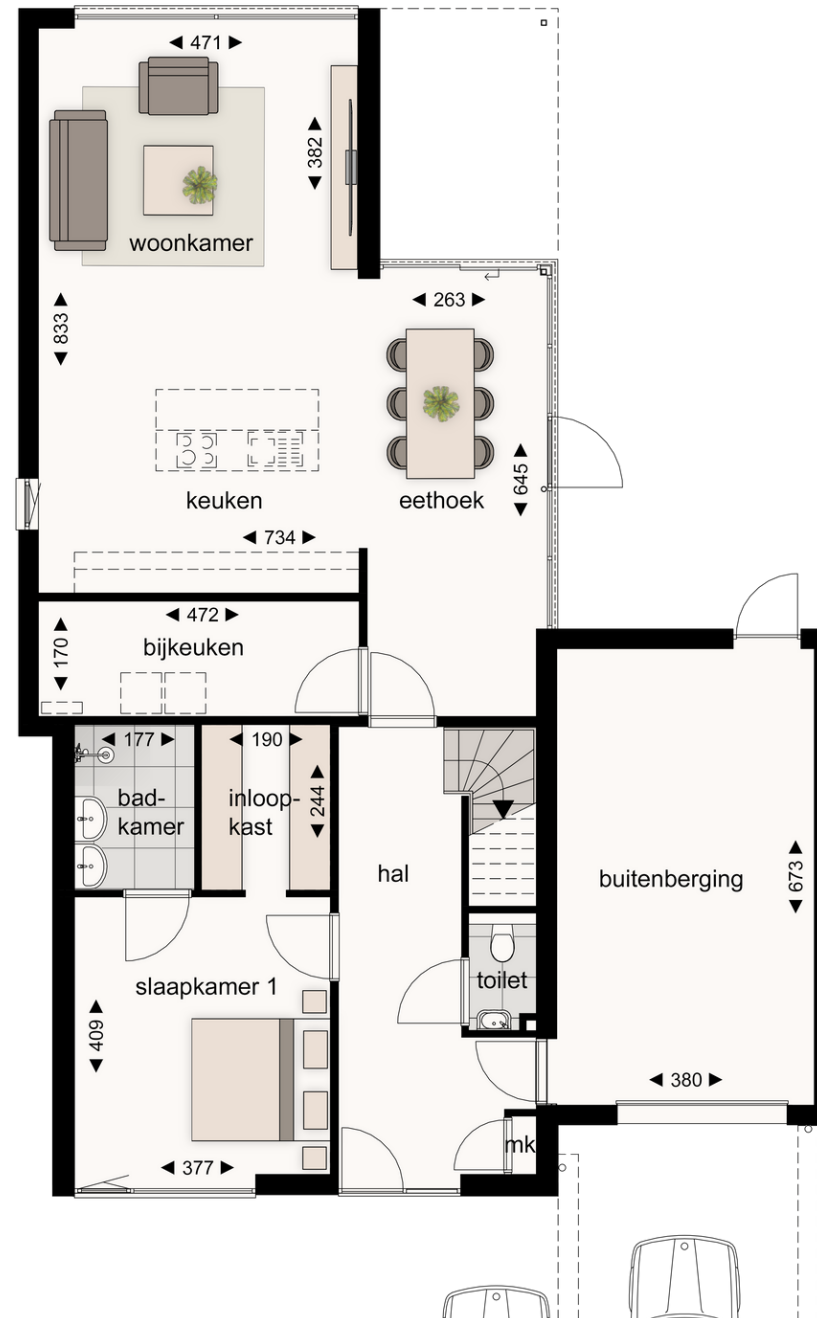 471
382
woonkamer
263
833
645
keuken
eethoek
734
472
170
bijkeuken
177
190
244
bad-
kamer
inloop-
kast
hal
buitenberging
673
slaapkamer 1
toilet
409
380
mk
377